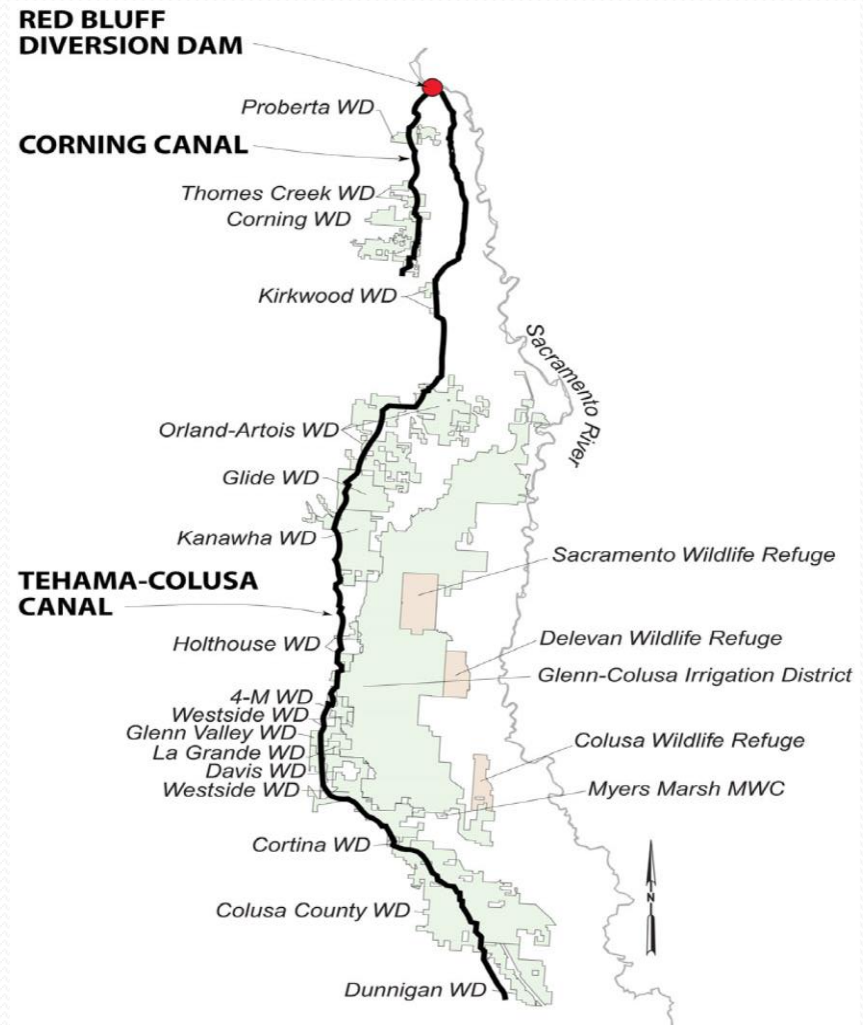 RED BLUFF
DIVERSION DAM
Proberta WD
CORNING CANAL
Thomes Creek WD
Corning WD
Kirkwood WD
Sacramento River
Orland-Artois WD
Glide WD
Kanawha WD
Sacramento Wildlife Refuge
TEHAMA-COLUSA
CANAL
Delevan Wildlife Refuge
Holthouse WD
Glenn-Colusa Irrigation District
4-M WD
Westside WD
Glenn Valley WD
Colusa Wildlife Refuge
La Grande WD
Davis WD
Westside WD
Myers Marsh MWC
Cortina WD
N
Colusa County WD
Dunnigan WD